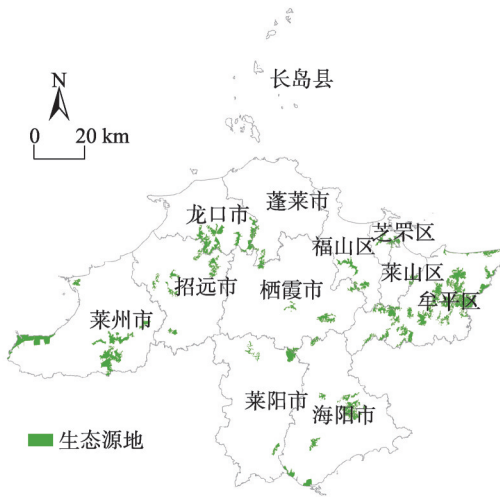 长岛县
N
0 20 km
蓬莱市
龙口市
芝罘区
福山区
莱山区
招远市
栖霞市
牟平区
莱州市
莱阳市
海阳市
生态源地